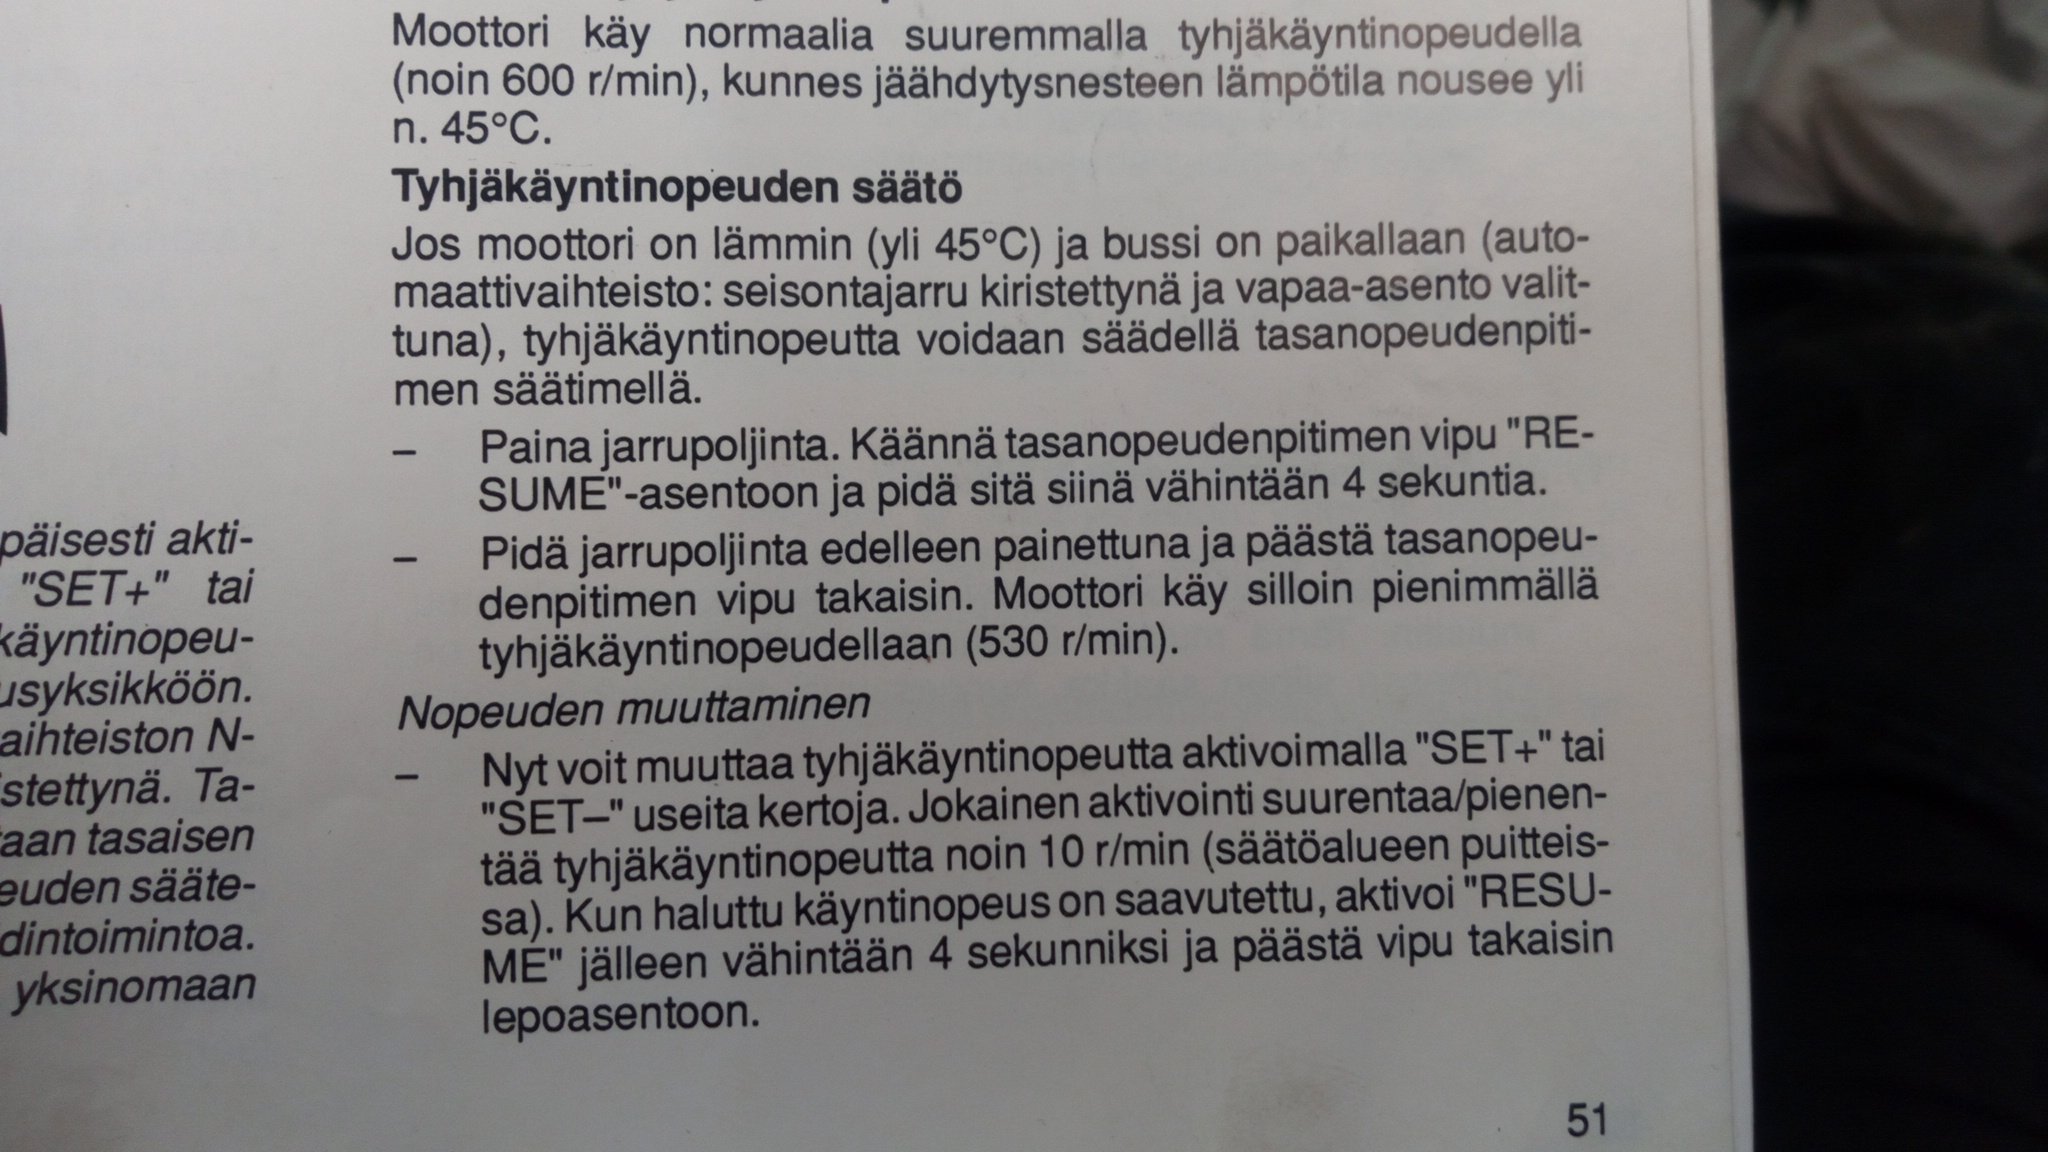 päisesti akti-
"SET+" tai
käyntinopeu-
usyksikköön.
aihteiston N-
istettynä. Ta-
taan tasaisen
euden sääte-
dintoimintoa.
yksinomaan
Moottori käy normaalia suuremmalla tyhjäkäyntinopeudella
(noin 600 r/min), kunnes jäähdytysnesteen lämpötila nousee yli
n. 45°C.
Tyhjäkäyntinopeuden säätö
Jos moottori on lämmin (yli 45°C) ja bussi on paikallaan (auto-
maattivaihteisto: seisontajarru kiristettynä ja vapaa-asento valit-
tuna), tyhjäkäyntinopeutta voidaan säädellä tasanopeudenpiti-
men säätimellä.
– Paina jarrupoljinta. Käännä tasanopeudenpitimen vipu "RE-
SUME"-asentoon ja pidä sitä siinä vähintään 4 sekuntia.
– Pidä jarrupoljinta edelleen painettuna ja päästä tasanopeu-
denpitimen vipu takaisin. Moottori käy silloin pienimmällä
tyhjäkäyntinopeudellaan (530 r/min).
Nopeuden muuttaminen
– Nyt voit muuttaa tyhjäkäyntinopeutta aktivoimalla "SET+" tai
"SET–" useita kertoja. Jokainen aktivointi suurentaa/pienen-
tää tyhjäkäyntinopeutta noin 10 r/min (säätöalueen puitteis-
sa). Kun haluttu käyntinopeus on saavutettu, aktivoi "RESU-
ME" jälleen vähintään 4 sekunniksi ja päästä vipu takaisin
lepoasentoon.
51